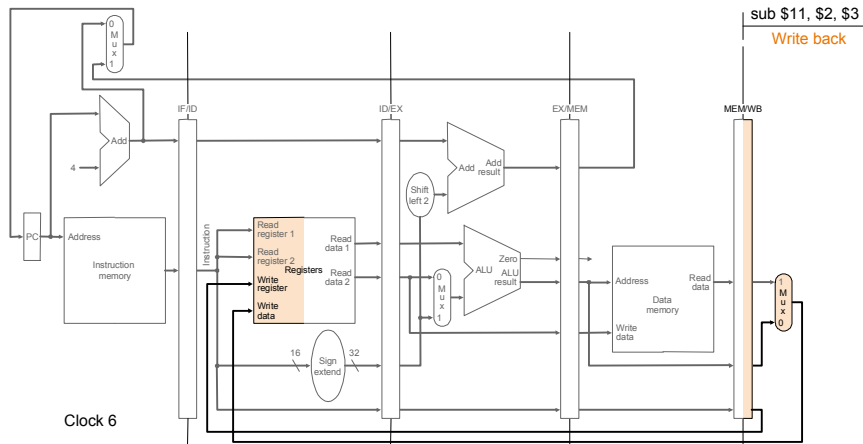 sub $11, $2, $3
Write back
0
M
u
x
1
IF/ID
ID/EX
EX/MEM
MEM/WB
Add
4
Add
Add
result
Shift
left 2
PC
Address
Instruction
memory
Instruction
Read
register 1
Read
register 2
Write
register
Write
data
Registers
Read
data 1
Read
data 2
0
M
u
x
1
Zero
ALU
ALU
result
Address
Write
data
Data
memory
Read
data
1
M
u
x
0
16
Sign
extend
32
Clock 6